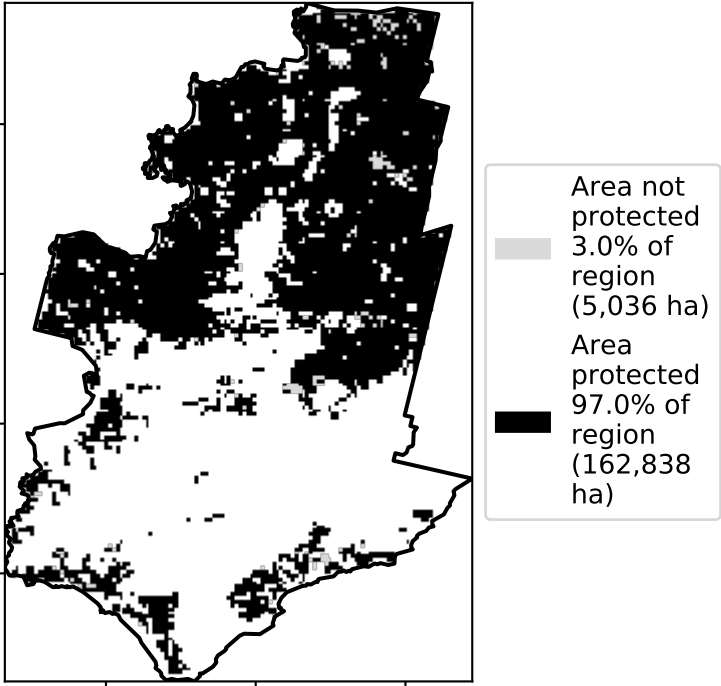 Area not
protected
3.0% of
region
(5,036 ha)
Area
protected
97.0% of
region
(162,838
ha)